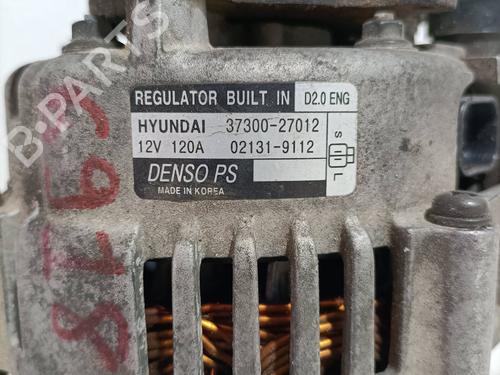 REGULATOR BUILT IN D2.0 ENG
HYUNDAI 37300-27012
12V 120A 02131-9112
S
L
DENSO PS
MADE IN KOREA
B-PARTS